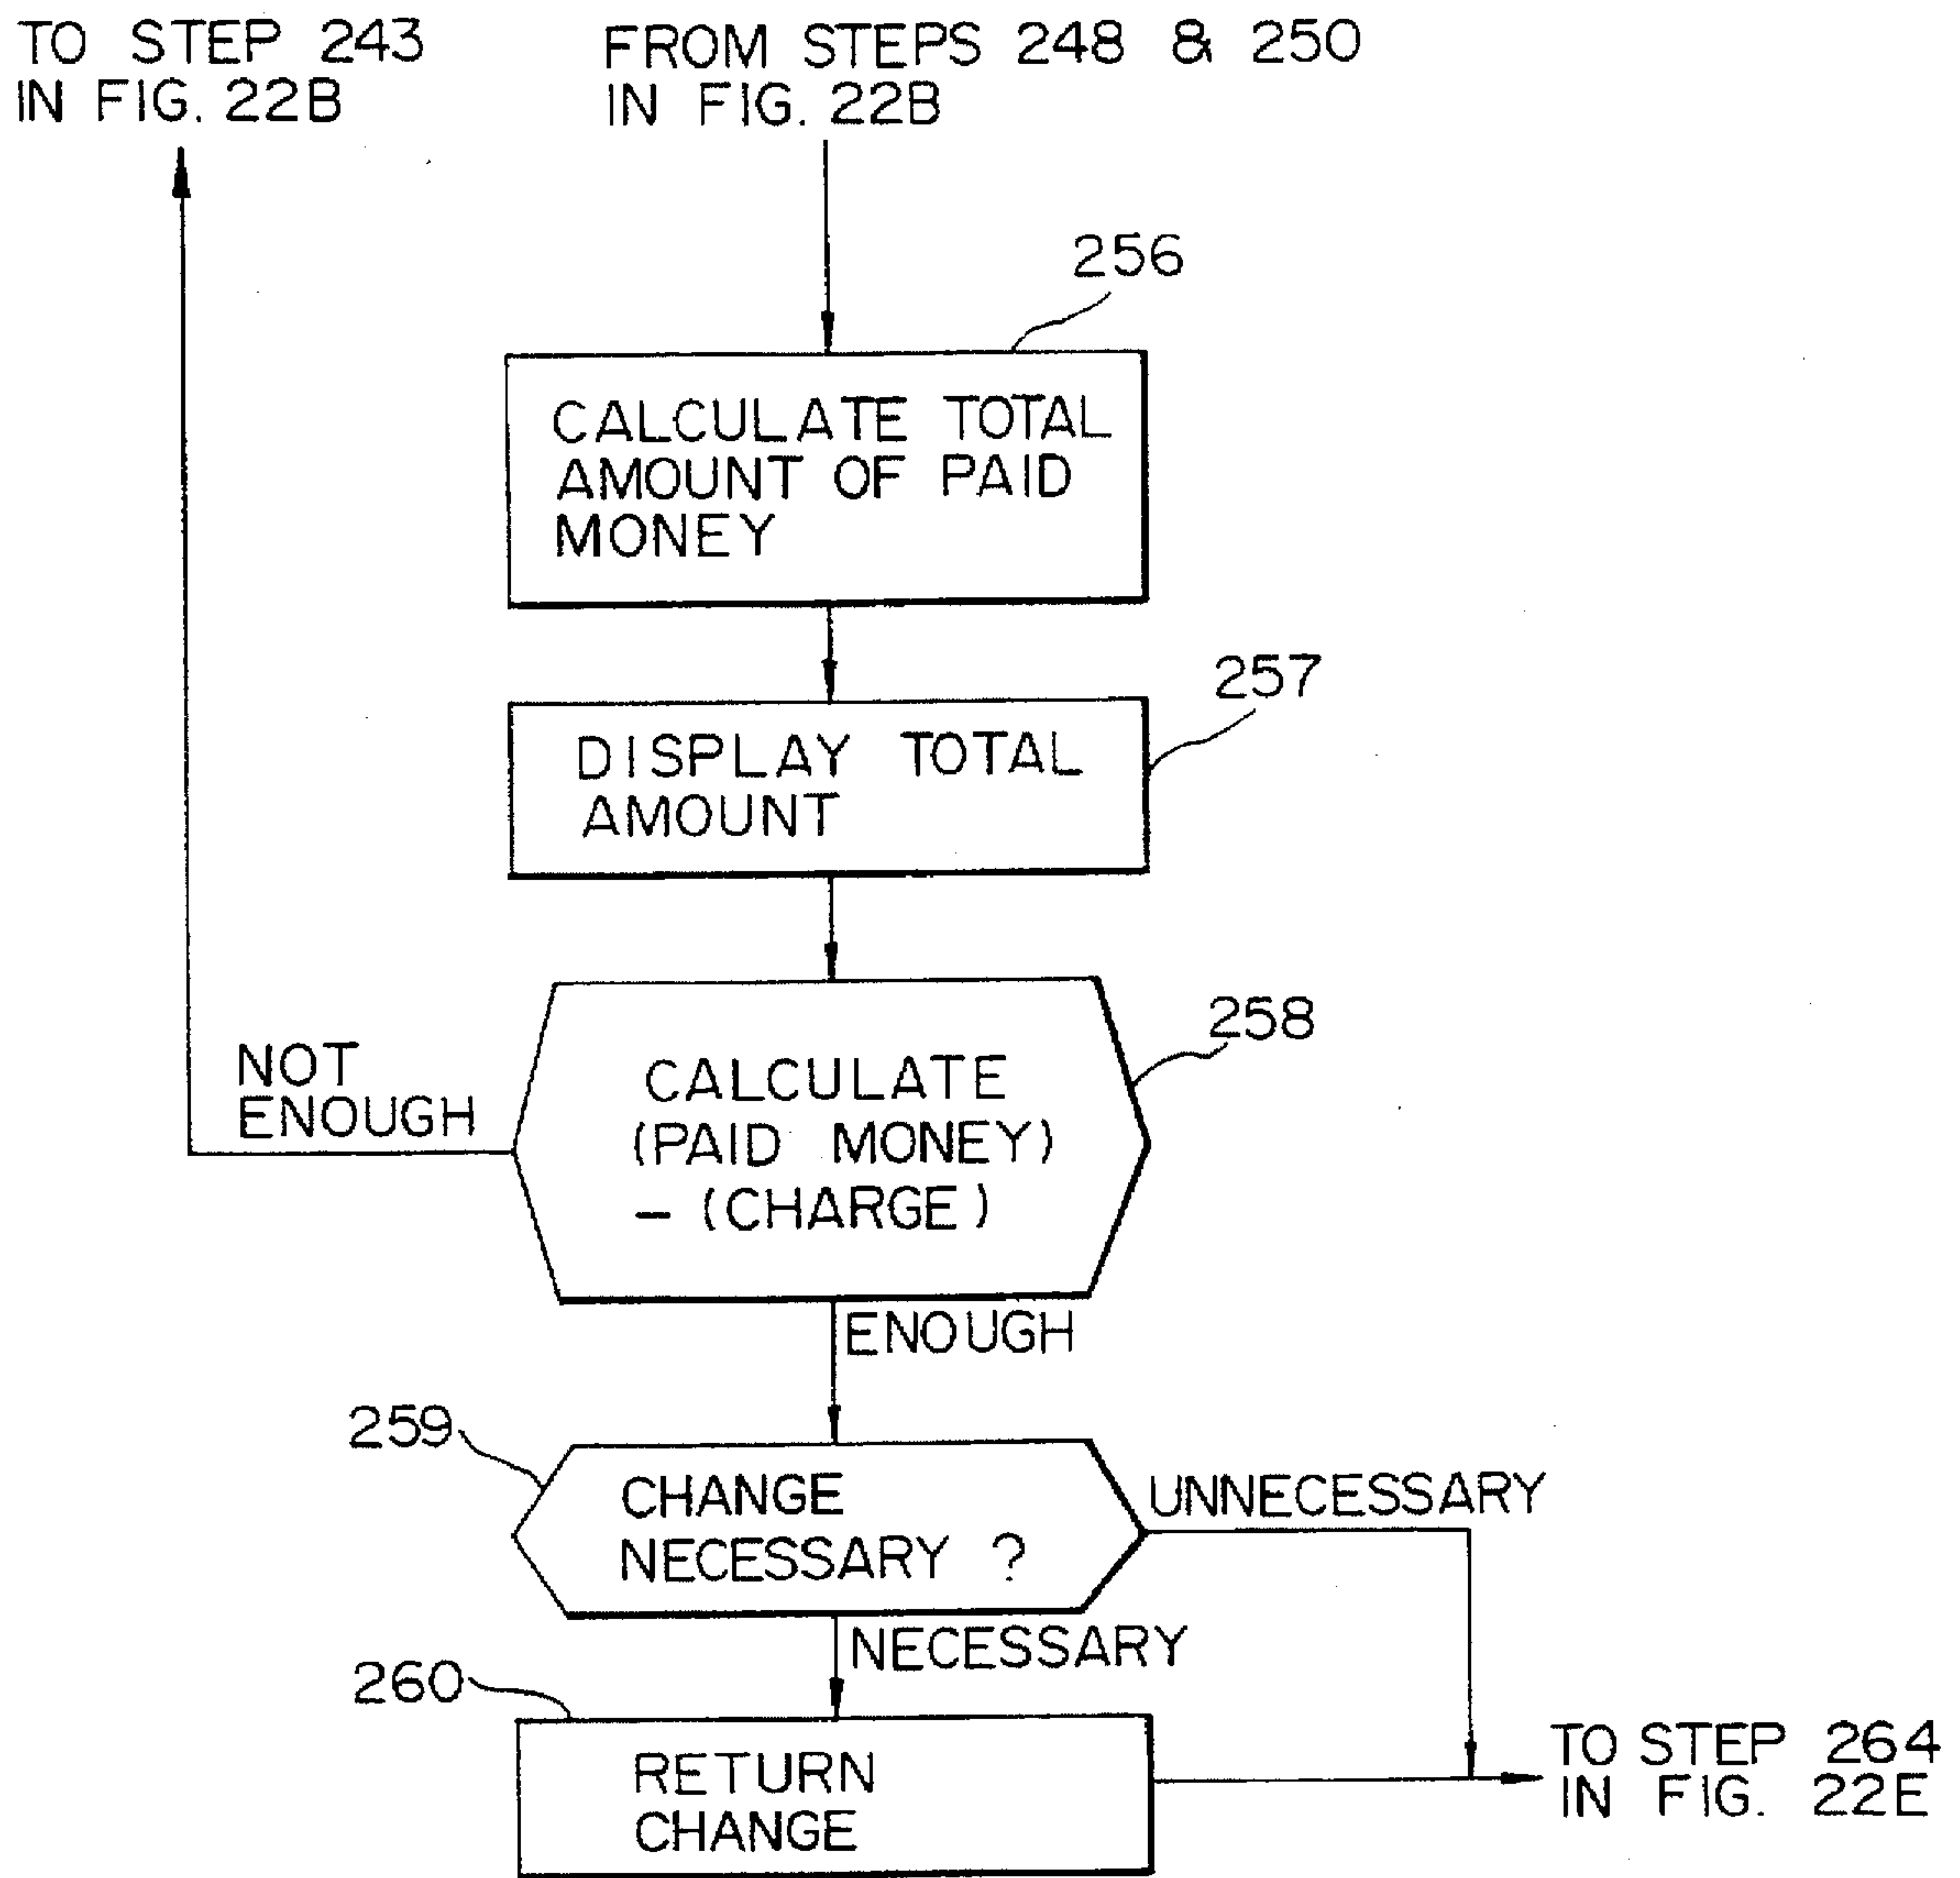 TO STEP 243
IN FIG. 22B
FROM STEPS 248 & 250
IN FIG. 22B
256
CALCULATE TOTAL
AMOUNT OF PAID
MONEY
257
DISPLAY TOTAL
AMOUNT
258
NOT
ENOUGH
CALCULATE
(PAID MONEY)
- (CHARGE)
ENOUGH
259
CHANGE
NECESSARY ?
UNNECESSARY
NECESSARY
260
RETURN
CHANGE
TO STEP 264
IN FIG. 22E